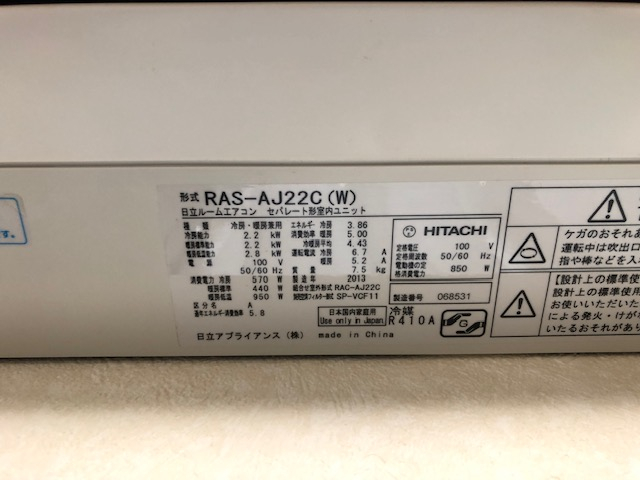 形式 RAS-AJ22C(W)
日立ルームエアコン セパレート形室内ユニット
種類 冷房・暖房兼用
冷房能力 2.2 kW
暖房標準能力 2.2 kW
暖房低温能力 2.8 kW
電源 100 V
50/60 Hz
消費電力 冷房 570 W
暖房標準 440 W
暖房低温 950 W
区分名 A
通年エネルギー消費効率 5.8
エネルギー 冷房 3.86
消費効率 暖房 5.00
冷暖房平均 4.43
運転電流 冷房 6.7 A
暖房 5.2 A
質量 7.5 kg
製造年 2013
組合せ室外形式 RAC-AJ22C
SP-VCF11
日立アプライアンス(株) made in China
日本国内家庭用
Use only in Japan
冷媒
R410A
HITACHI
定格電圧 100 V
定格周波数 50/60 Hz
電動機の定
格消費電力 850 W
製造番号 068531
G
です。
ケガのおそれあ
運転中は吹出口
指や棒などを入
【設計上の標準使
設計上の標準使用
お使いいただい
による発火・けが
いたるおそれがあり